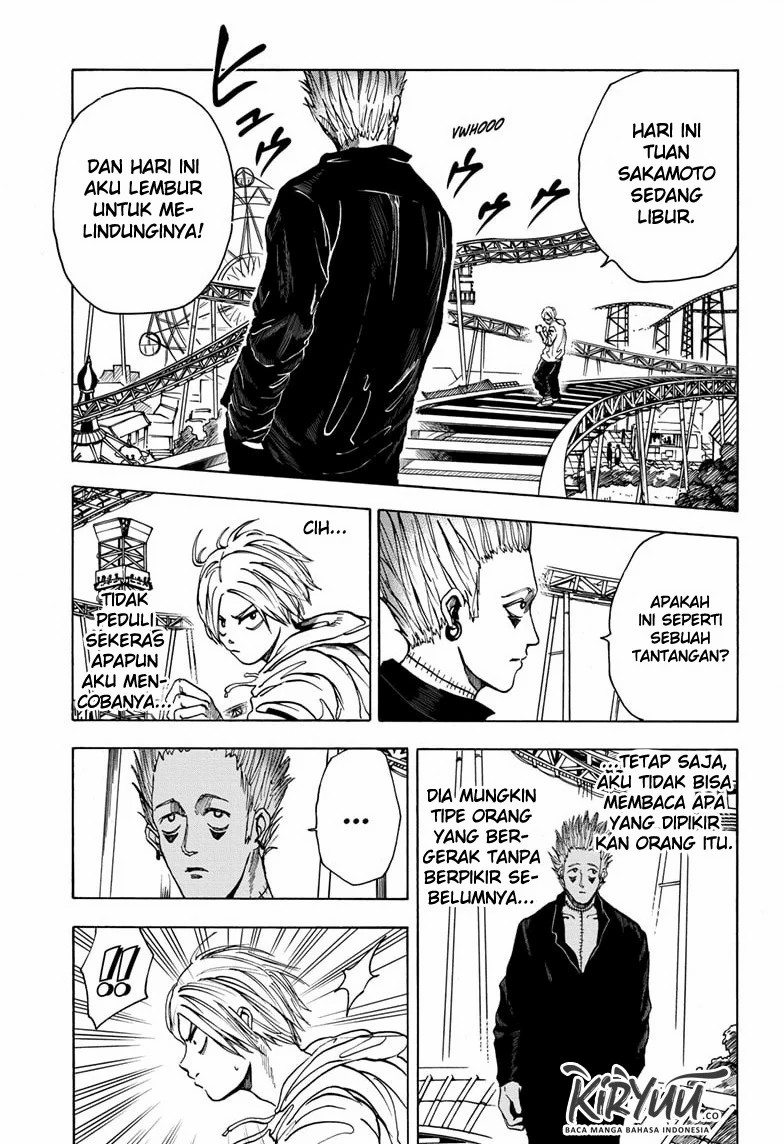 HARI INI
TUAN
SAKAMOTO
SEDANG
LIBUR.
ヒュッ
VWHOOO
DAN HARI INI
AKU LEMBUR
UNTUK ME-
LINDUNGINYA!
APAKAH
INI SEPERTI
SEBUAH
TANTANGAN?
CIH...
TIDAK
PEDULI
SEKERAS
APAPUN
AKU MEN-
COBANYA...
...TETAP SAJA,
AKU TIDAK BISA
MEMBACA APA
YANG DIPIKIR
KAN ORANG ITU.
DIA MUNGKIN
TIPE ORANG
YANG BER-
GERAK TANPA
BERPIKIR SE-
BELUMNYA...
...
!!
KIRYUU.CO
BACA MANGA BAHASA INDONESIA